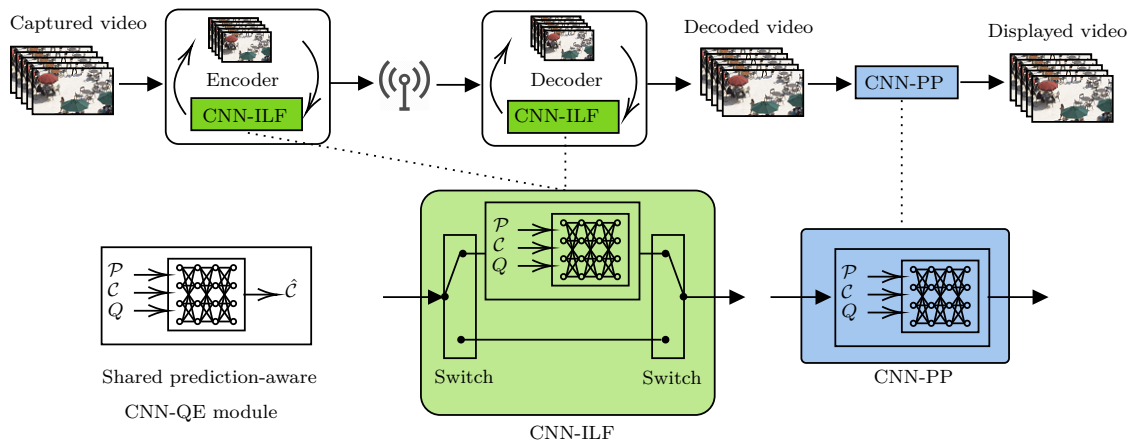 Captured video
Encoder
CNN-ILF
Decoder
CNN-ILF
Decoded video
CNN-PP
Displayed video
𝒫
𝒞
Q
Ĉ
Shared prediction-aware
CNN-QE module
𝒫
𝒞
Q
Switch
Switch
CNN-ILF
𝒫
𝒞
Q
CNN-PP